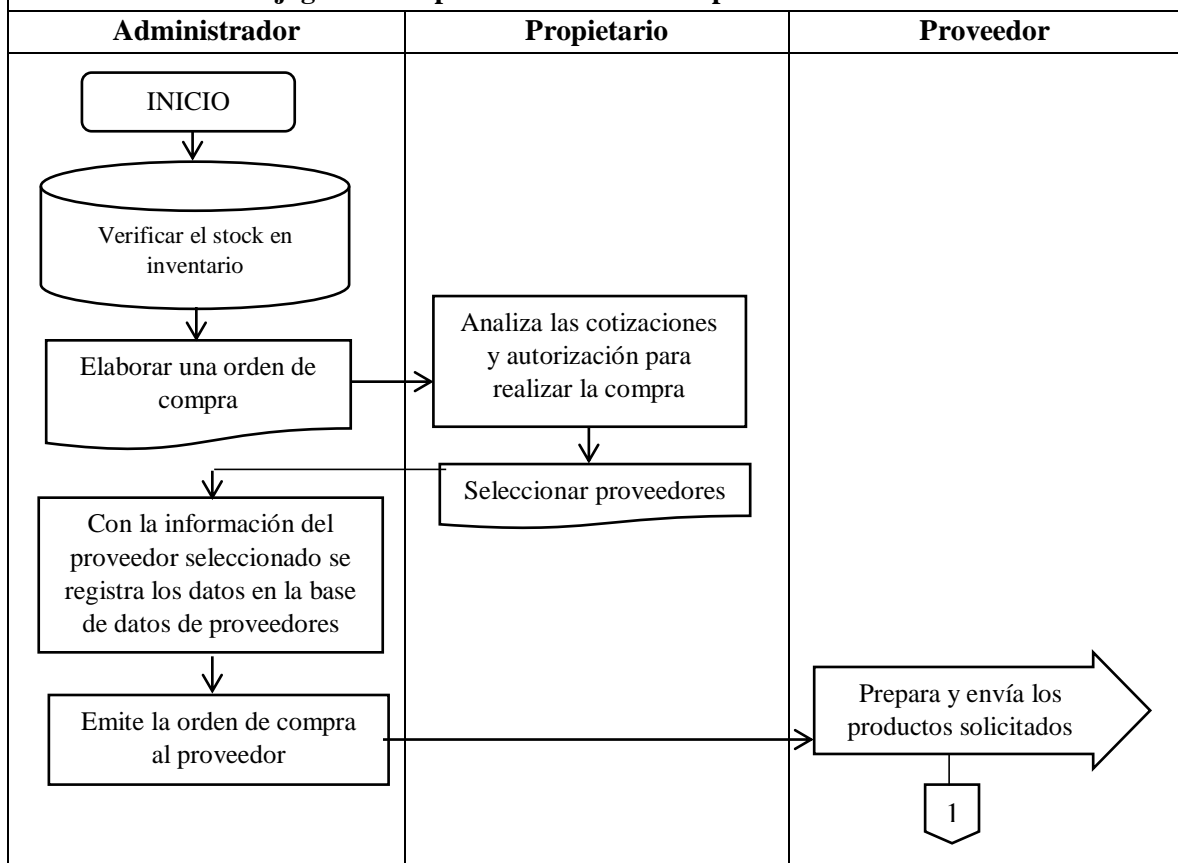 Administrador Propietario Proveedor
INICIO
Verificar el stock en
inventario
Elaborar una orden de
compra
Analiza las cotizaciones
y autorización para
realizar la compra
Seleccionar proveedores
Con la información del
proveedor seleccionado se
registra los datos en la base
de datos de proveedores
Emite la orden de compra
al proveedor
Prepara y envía los
productos solicitados
1